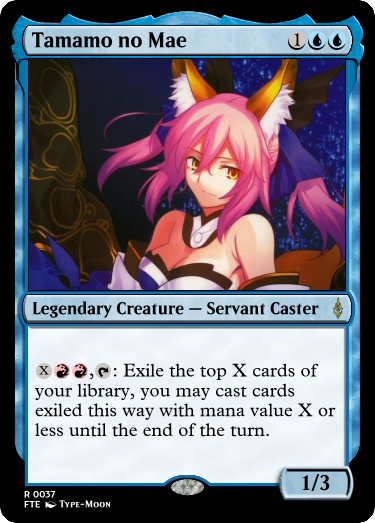 Tamamo no Mae 1
Legendary Creature — Servant Caster
X, : Exile the top X cards of
your library, you may cast cards
exiled this way with mana value X or
less until the end of the turn.
1/3
R 0037
FTE Type-Moon